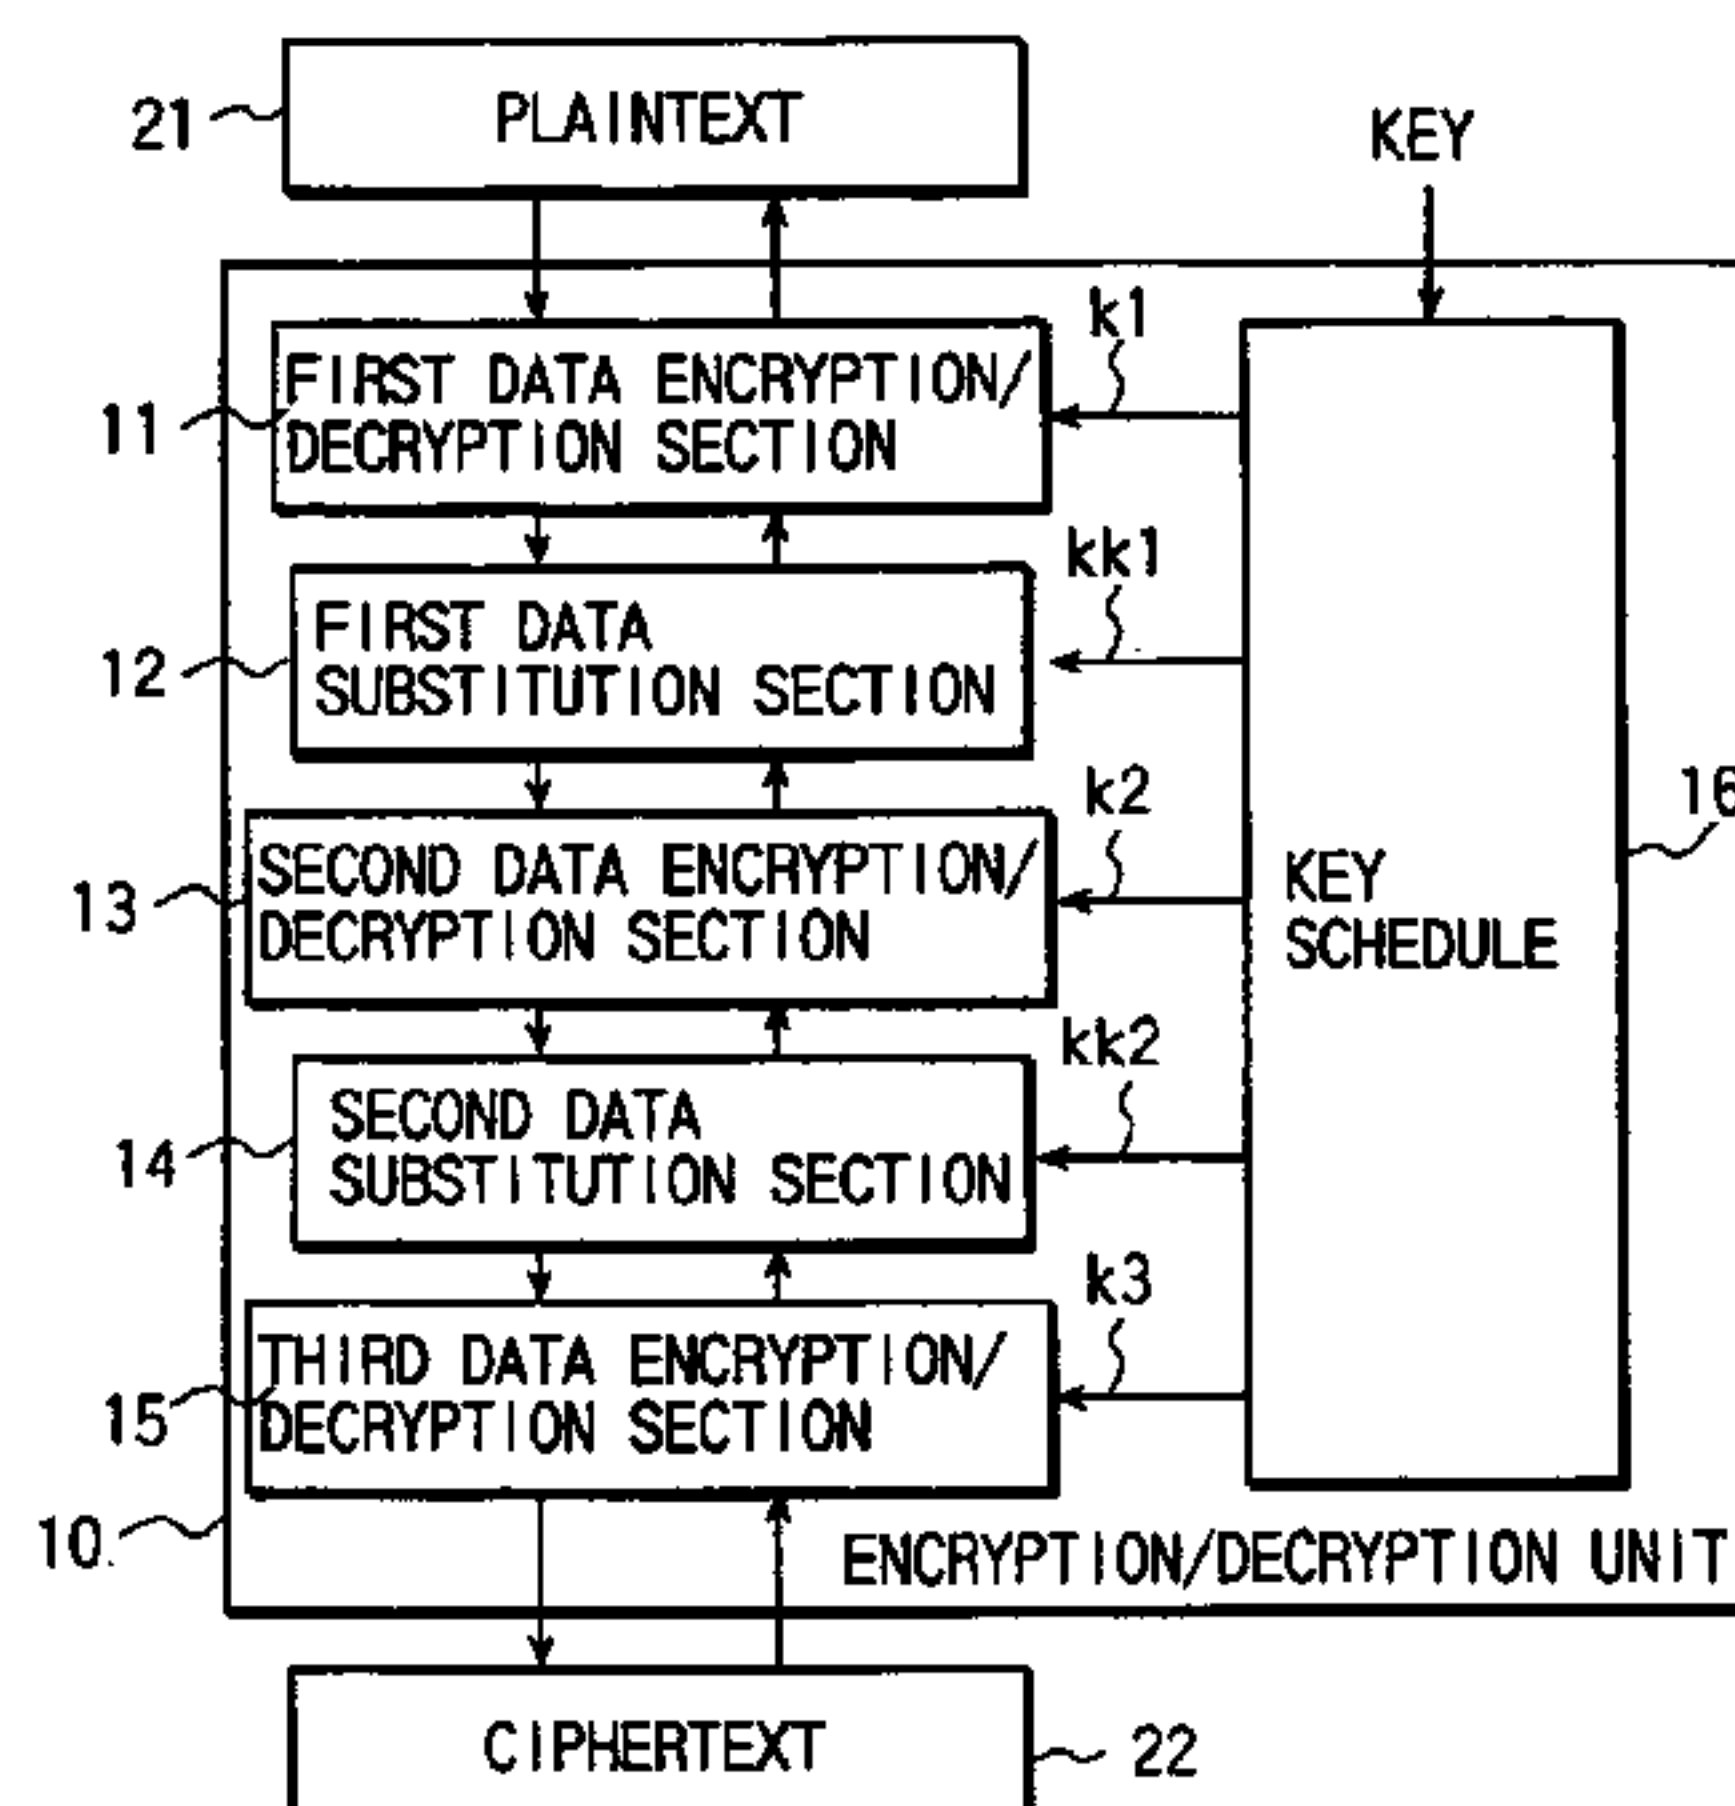 21
PLAINTEXT
KEY
k1
11
FIRST DATA ENCRYPTION/
DECRYPTION SECTION
kk1
12
FIRST DATA
SUBSTITUTION SECTION
k2
16
13
SECOND DATA ENCRYPTION/
DECRYPTION SECTION
KEY
SCHEDULE
kk2
14
SECOND DATA
SUBSTITUTION SECTION
k3
15
THIRD DATA ENCRYPTION/
DECRYPTION SECTION
10
ENCRYPTION/DECRYPTION UNIT
CIPHERTEXT
22